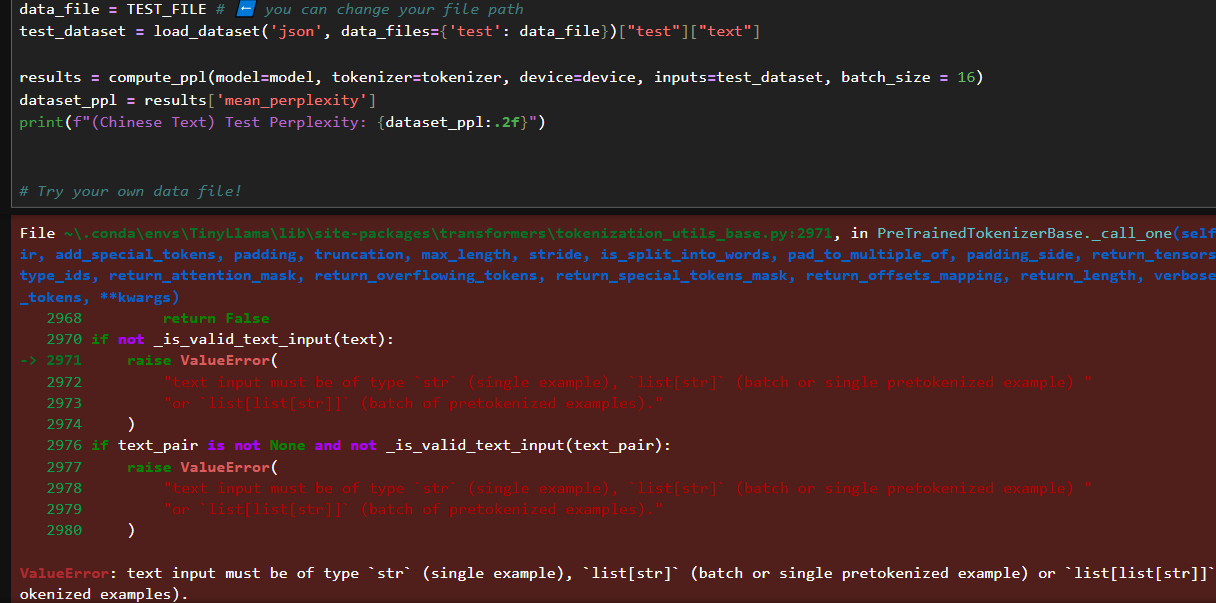 data_file = TEST_FILE # ⬅ you can change your file path
test_dataset = load_dataset('json', data_files={'test': data_file})["test"]["text"]
results = compute_ppl(model=model, tokenizer=tokenizer, device=device, inputs=test_dataset, batch_size = 16)
dataset_ppl = results['mean_perplexity']
print(f"(Chinese Text) Test Perplexity: {dataset_ppl:.2f}")
# Try your own data file!
File ~\.conda\envs\TinyLlama\lib\site-packages\transformers\tokenization_utils_base.py:2971, in PreTrainedTokenizerBase._call_one(self
ir, add_special_tokens, padding, truncation, max_length, stride, is_split_into_words, pad_to_multiple_of, padding_side, return_tensors
type_ids, return_attention_mask, return_overflowing_tokens, return_special_tokens_mask, return_offsets_mapping, return_length, verbose
_tokens, **kwargs)
2968 return False
2970 if not _is_valid_text_input(text):
-> 2971 raise ValueError(
2972 "text input must be of type `str` (single example), `list[str]` (batch or single pretokenized example) "
2973 "or `list[list[str]]` (batch of pretokenized examples)."
2974 )
2976 if text_pair is not None and not _is_valid_text_input(text_pair):
2977 raise ValueError(
2978 "text input must be of type `str` (single example), `list[str]` (batch or single pretokenized example) "
2979 "or `list[list[str]]` (batch of pretokenized examples)."
2980 )
ValueError: text input must be of type `str` (single example), `list[str]` (batch or single pretokenized example) or `list[list[str]]`
okenized examples).